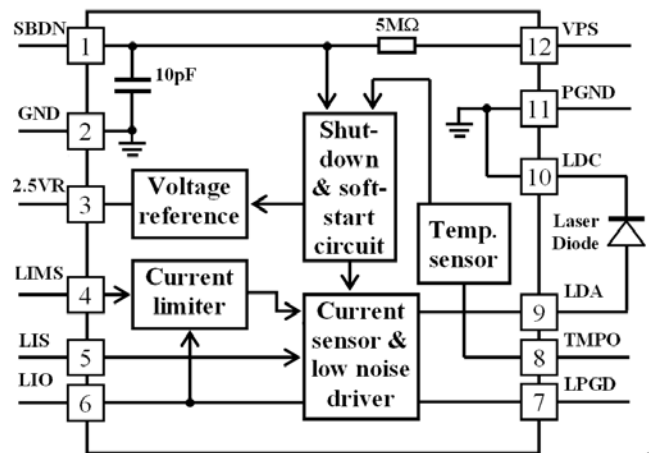 SBDN
1
5MΩ
12
VPS
10pF
GND
2
11
PGND
2.5VR
3
Voltage
reference
Shut-
down
& soft-
start
circuit
10
LDC
Laser
Diode
Temp.
sensor
LIMS
4
Current
limiter
Current
sensor &
low noise
driver
9
LDA
LIS
5
8
TMPO
LIO
6
7
LPGD